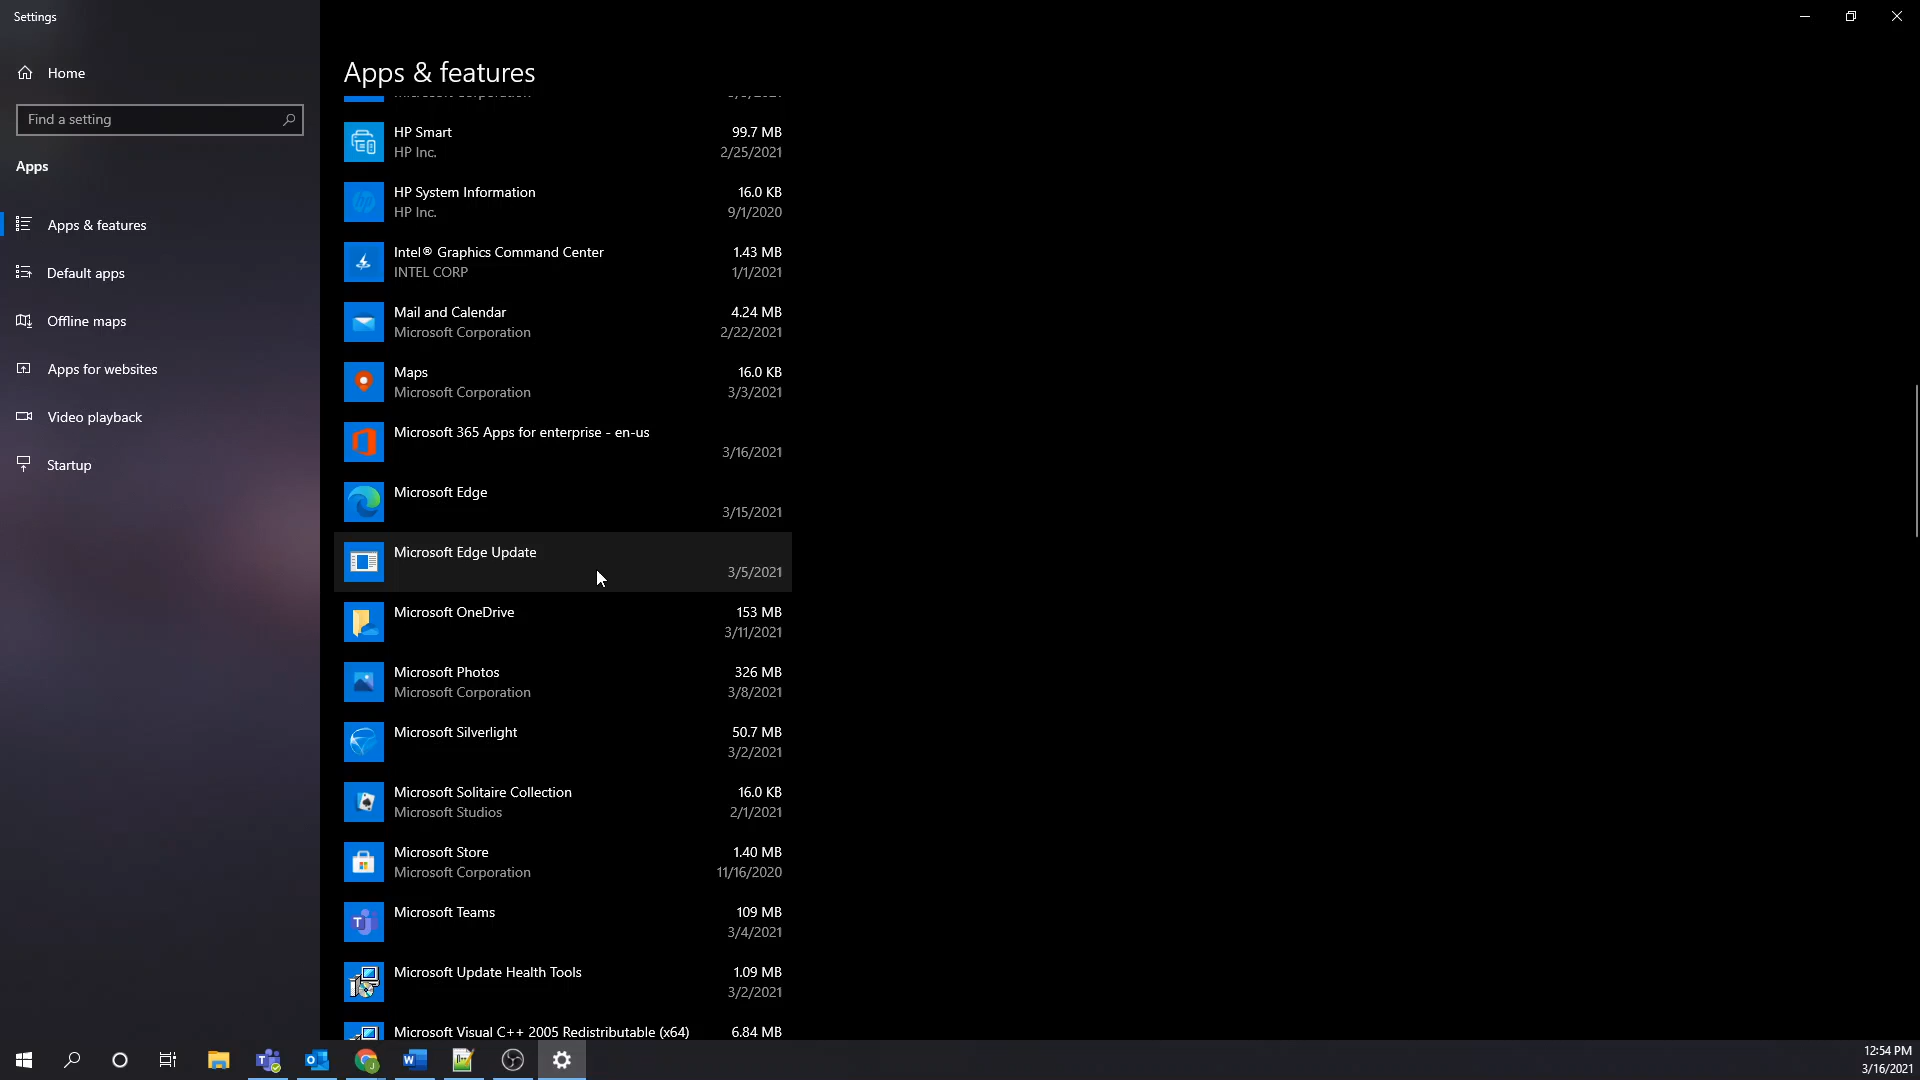 Settings
Home
Find a setting
Apps
Apps & features
Default apps
Offline maps
Apps for websites
Video playback
Startup
Apps & features
HP Smart 99.7 MB
HP Inc. 2/25/2021
HP System Information 16.0 KB
HP Inc. 9/1/2020
Intel® Graphics Command Center 1.43 MB
INTEL CORP 1/1/2021
Mail and Calendar 4.24 MB
Microsoft Corporation 2/22/2021
Maps 16.0 KB
Microsoft Corporation 3/3/2021
Microsoft 365 Apps for enterprise - en-us
3/16/2021
Microsoft Edge
3/15/2021
Microsoft Edge Update
3/5/2021
Microsoft OneDrive 153 MB
3/11/2021
Microsoft Photos 326 MB
Microsoft Corporation 3/8/2021
Microsoft Silverlight 50.7 MB
3/2/2021
Microsoft Solitaire Collection 16.0 KB
Microsoft Studios 2/1/2021
Microsoft Store 1.40 MB
Microsoft Corporation 11/16/2020
Microsoft Teams 109 MB
3/4/2021
Microsoft Update Health Tools 1.09 MB
3/2/2021
Microsoft Visual C++ 2005 Redistributable (x64) 6.84 MB
12:54 PM
3/16/2021